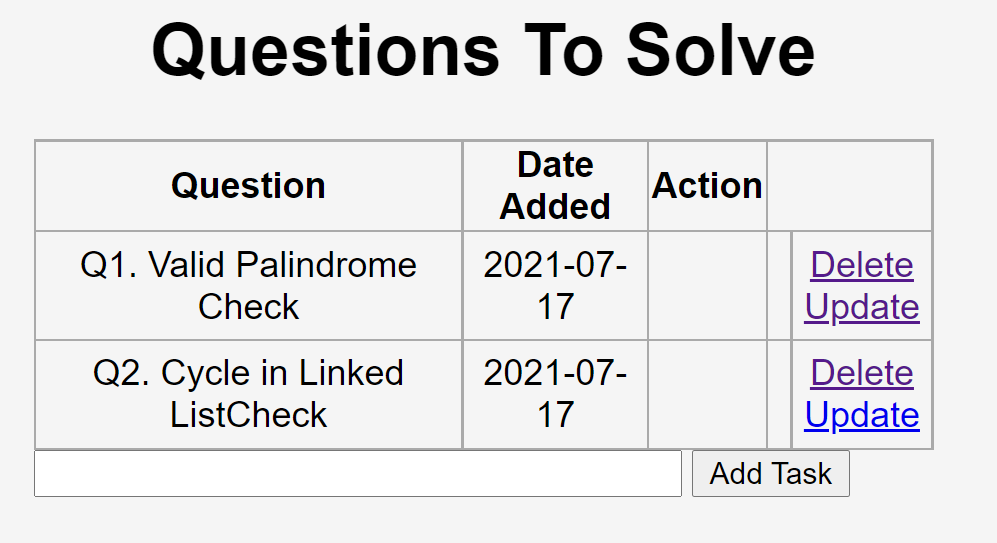 Questions To Solve
Question
Date
Added
Action
Q1. Valid Palindrome
Check
2021-07-
17
Delete
Update
Q2. Cycle in Linked
ListCheck
2021-07-
17
Delete
Update
Add Task